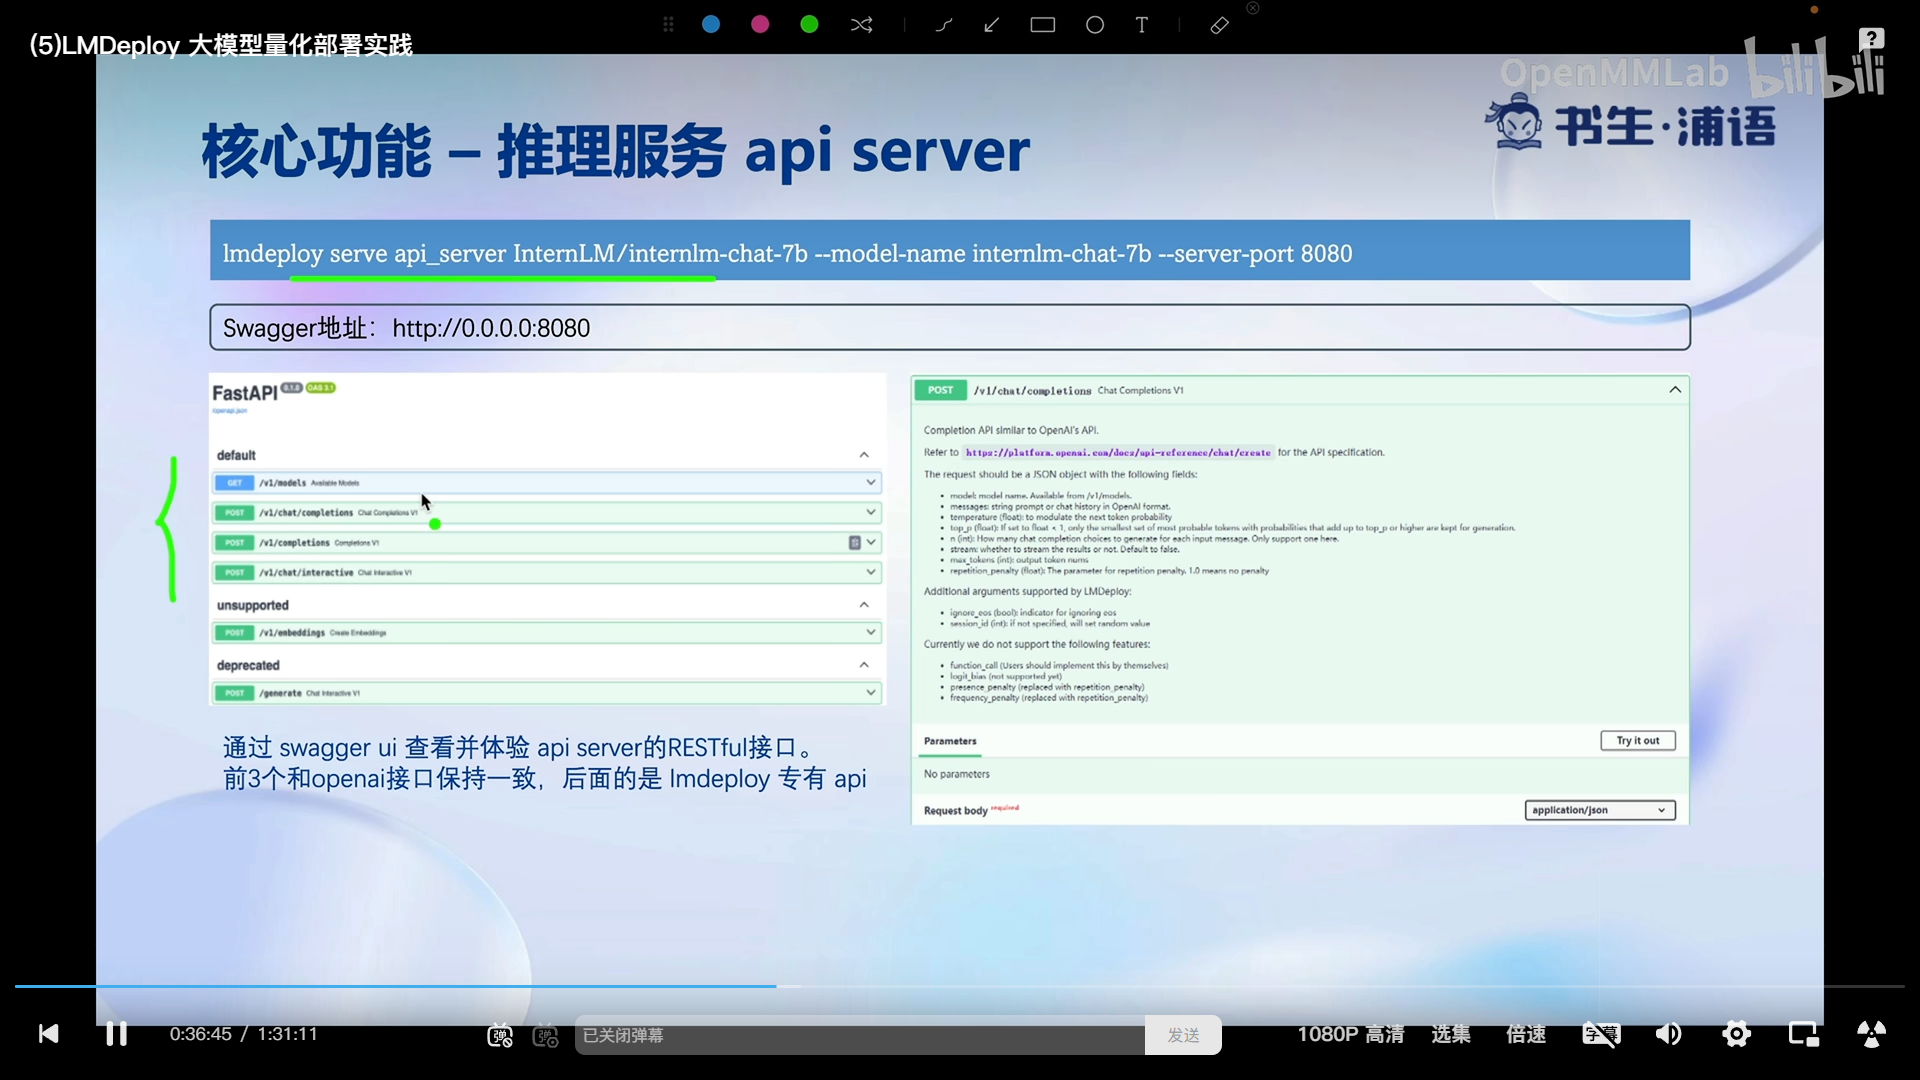 (5)LMDeploy 大模型量化部署实践
OpenMMLab bilibili
书生·浦语
核心功能 – 推理服务 api server
lmdeploy serve api_server InternLM/internlm-chat-7b --model-name internlm-chat-7b --server-port 8080
Swagger地址：http://0.0.0.0:8080
FastAPI 0.1.0 OAS 3.1
/openapi.json
default
GET /v1/models Available Models
POST /v1/chat/completions Chat Completions V1
POST /v1/completions Completions V1
POST /v1/chat/interactive Chat Interactive V1
unsupported
POST /v1/embeddings Create Embeddings
deprecated
POST /generate Chat Interactive V1
通过 swagger ui 查看并体验 api server的RESTful接口。
前3个和openai接口保持一致，后面的是 lmdeploy 专有 api
POST /v1/chat/completions Chat Completions V1
Completion API similar to OpenAI's API.
Refer to https://platform.openai.com/docs/api-reference/chat/create for the API specification.
The request should be a JSON object with the following fields:
• model: model name. Available from /v1/models.
• messages: string prompt or chat history in OpenAI format.
• temperature (float): to modulate the next token probability
• top_p (float): If set to float < 1, only the smallest set of most probable tokens with probabilities that add up to top_p or higher are kept for generation.
• n (int): How many chat completion choices to generate for each input message. Only support one here.
• stream: whether to stream the results or not. Default to false.
• max_tokens (int): output token nums
• repetition_penalty (float): The parameter for repetition penalty. 1.0 means no penalty
Additional arguments supported by LMDeploy:
• ignore_eos (bool): indicator for ignoring eos
• session_id (int): if not specified, will set random value
Currently we do not support the following features:
• function_call (Users should implement this by themselves)
• logit_bias (not supported yet)
• presence_penalty (replaced with repetition_penalty)
• frequency_penalty (replaced with repetition_penalty)
Parameters
Try it out
No parameters
Request body required
application/json
0:36:45 / 1:31:11
已关闭弹幕
发送
1080P 高清
选集
倍速
字幕